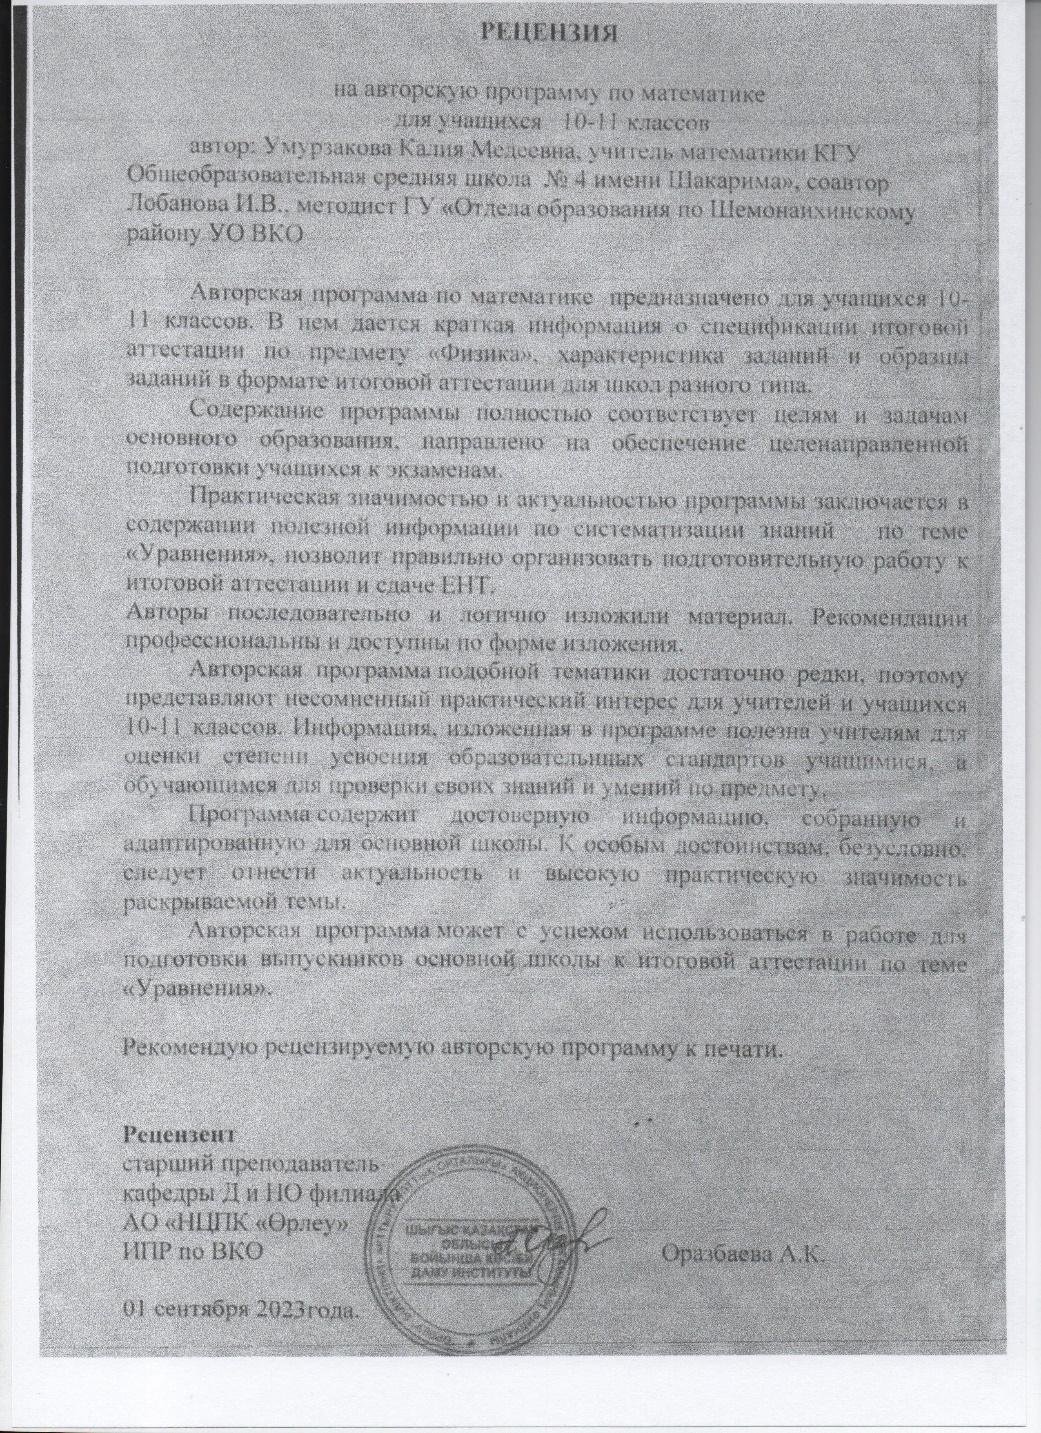 РЕЦЕНЗИЯ
на авторскую программу по математике
для учащихся 10-11 классов
автор: Умурзакова Калия Медеевна, учитель математики КГУ
Общеобразовательная средняя школа № 4 имени Шакарима», соавтор
Лобанова И.В., методист ГУ «Отдела образования по Шемонаихинскому
району УО ВКО
Авторская программа по математике предназначено для учащихся 10-
11 классов. В нем дается краткая информация о спецификации итоговой
аттестации по предмету «Физика», характеристика заданий и образцы
заданий в формате итоговой аттестации для школ разного типа.
Содержание программы полностью соответствует целям и задачам
основного образования, направлено на обеспечение целенаправленной
подготовки учащихся к экзаменам.
Практическая значимостью и актуальностью программы заключается в
содержании полезной информации по систематизации знаний по теме
«Уравнения», позволит правильно организовать подготовительную работу к
итоговой аттестации и сдаче ЕНТ.
Авторы последовательно и логично изложили материал. Рекомендации
профессиональны и доступны по форме изложения.
Авторская программа подобной тематики достаточно редки, поэтому
представляют несомненный практический интерес для учителей и учащихся
10-11 классов. Информация, изложенная в программе полезна учителям для
оценки степени усвоения образовательнных стандартов учащимися, а
обучающимся для проверки своих знаний и умений по предмету.
Программа содержит достоверную информацию, собранную и
адаптированную для основной школы. К особым достоинствам, безусловно,
следует отнести актуальность и высокую практическую значимость
раскрываемой темы.
Авторская программа может с успехом использоваться в работе для
подготовки выпускников основной школы к итоговой аттестации по теме
«Уравнения».
Рекомендую рецензируемую авторскую программу к печати.
Рецензент
старший преподаватель
кафедры Д и НО филиала
АО «НЦПК «Өрлеу»
ИПР по ВКО Оразбаева А.К.
01 сентября 2023года.
ШЫҒЫС ҚАЗАҚСТАН
ОБЛЫСЫ
БОЙЫНША КӘСІБИ
ДАМУ ИНСТИТУТЫ